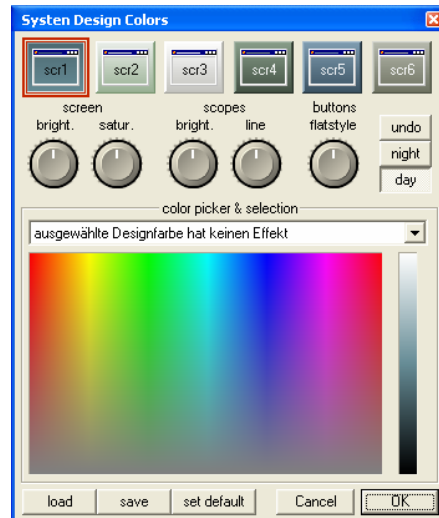 Systen Design Colors
scr1 scr2 scr3 scr4 scr5 scr6
screen scopes buttons
bright. satur. bright. line flatstyle
undo
night
day
color picker & selection
ausgewählte Designfarbe hat keinen Effekt
load save set default Cancel OK